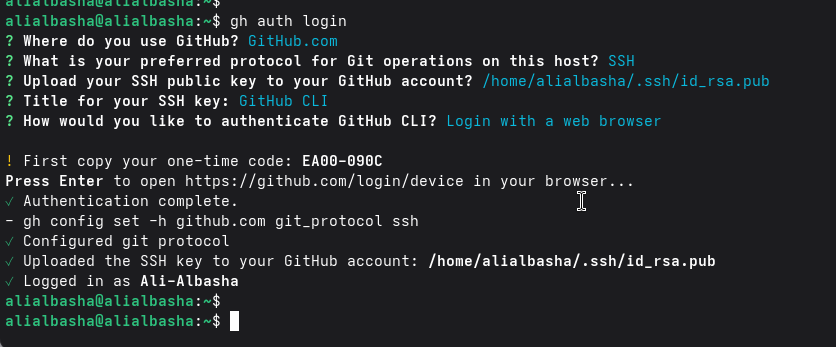 alialbasha@alialbasha:~$
alialbasha@alialbasha:~$ gh auth login
? Where do you use GitHub? GitHub.com
? What is your preferred protocol for Git operations on this host? SSH
? Upload your SSH public key to your GitHub account? /home/alialbasha/.ssh/id_rsa.pub
? Title for your SSH key: GitHub CLI
? How would you like to authenticate GitHub CLI? Login with a web browser
! First copy your one-time code: EA00-090C
Press Enter to open https://github.com/login/device in your browser...
✓ Authentication complete.
- gh config set -h github.com git_protocol ssh
✓ Configured git protocol
✓ Uploaded the SSH key to your GitHub account: /home/alialbasha/.ssh/id_rsa.pub
✓ Logged in as Ali-Albasha
alialbasha@alialbasha:~$
alialbasha@alialbasha:~$